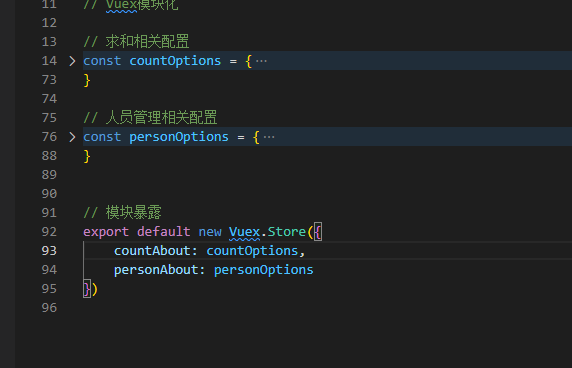 11 // Vuex模块化
12
13 // 求和相关配置
14 > const countOptions = {…
73 }
74
75 // 人员管理相关配置
76 > const personOptions = {…
88 }
89
90
91 // 模块暴露
92 export default new Vuex.Store({
93 countAbout: countOptions,
94 personAbout: personOptions
95 })
96